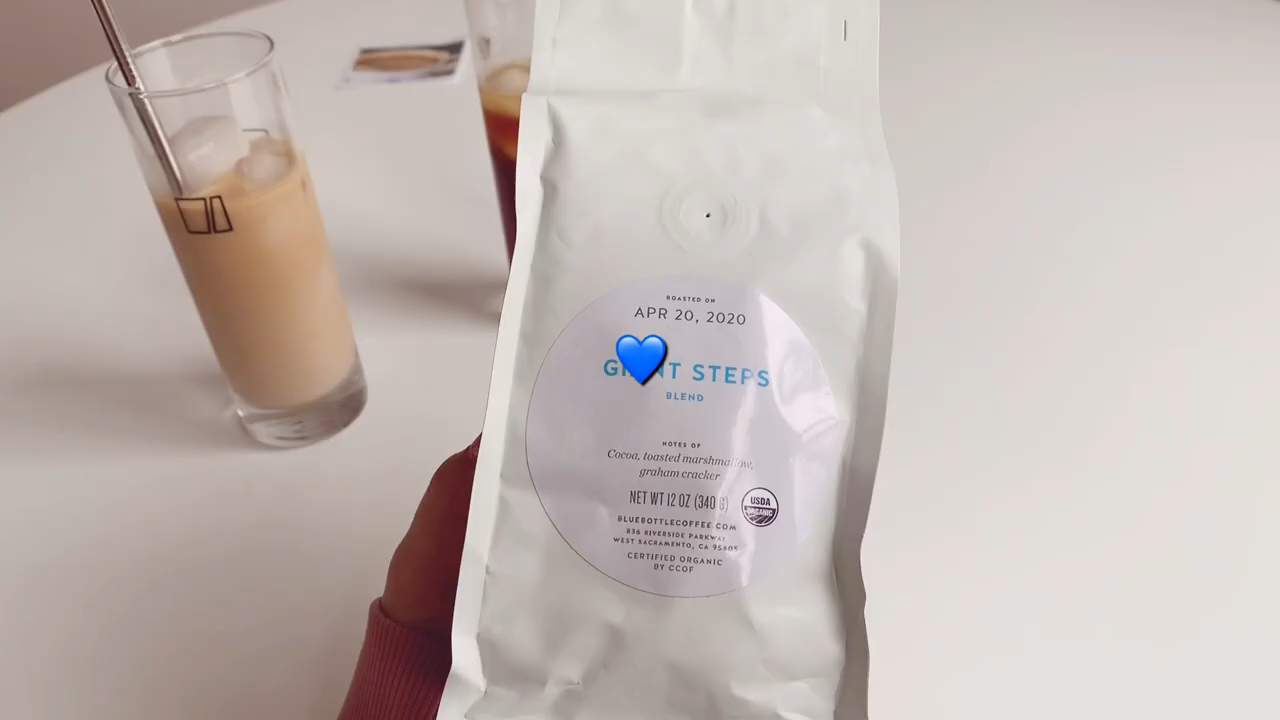 ROASTED ON
APR 20, 2020
STEPS
BLEND
NOTES OF
Cocoa, toasted marshmallow,
graham cracker
NET WT 12 OZ (340 G)
USDA
ORGANIC
BLUEBOTTLECOFFEE.COM
836 RIVERSIDE PARKWAY
WEST SACRAMENTO, CA 95605
CERTIFIED ORGANIC
BY CCOF